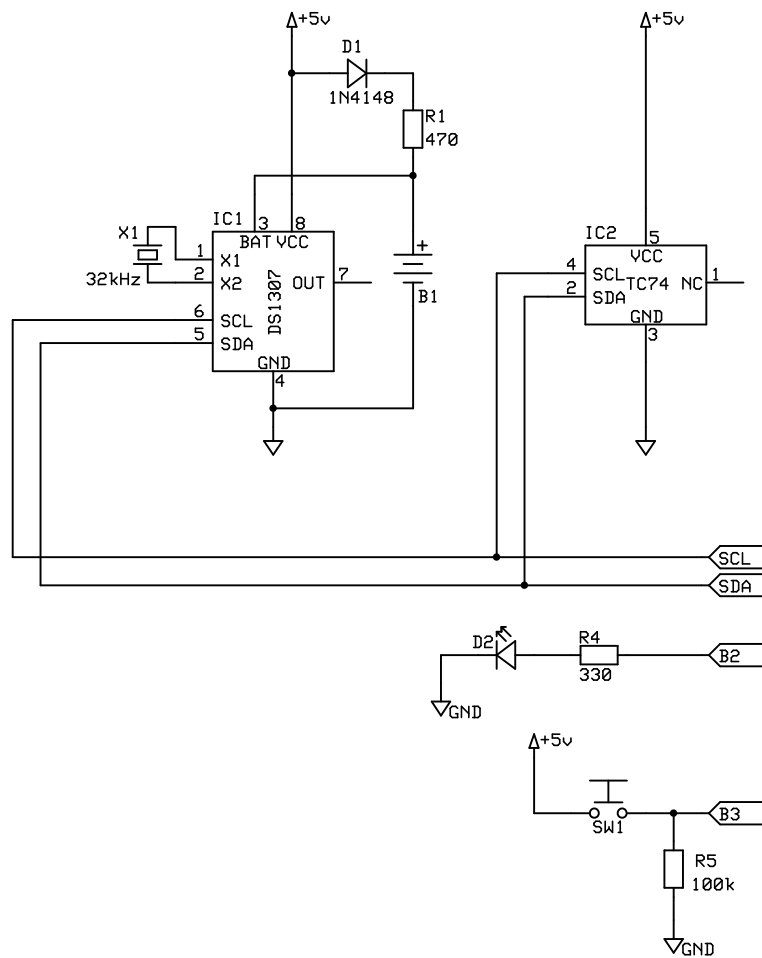 +5v
+5v
D1
1N4148
R1
470
IC1
3
8
BAT
VCC
X1
32kHz
1
X1
2
X2
DS1307
OUT
7
6
SCL
5
SDA
GND
4
+
B1
IC2
5
VCC
4
SCL
TC74
NC
1
2
SDA
GND
3
SCL
SDA
D2
R4
330
B2
GND
+5v
SW1
B3
R5
100k
GND